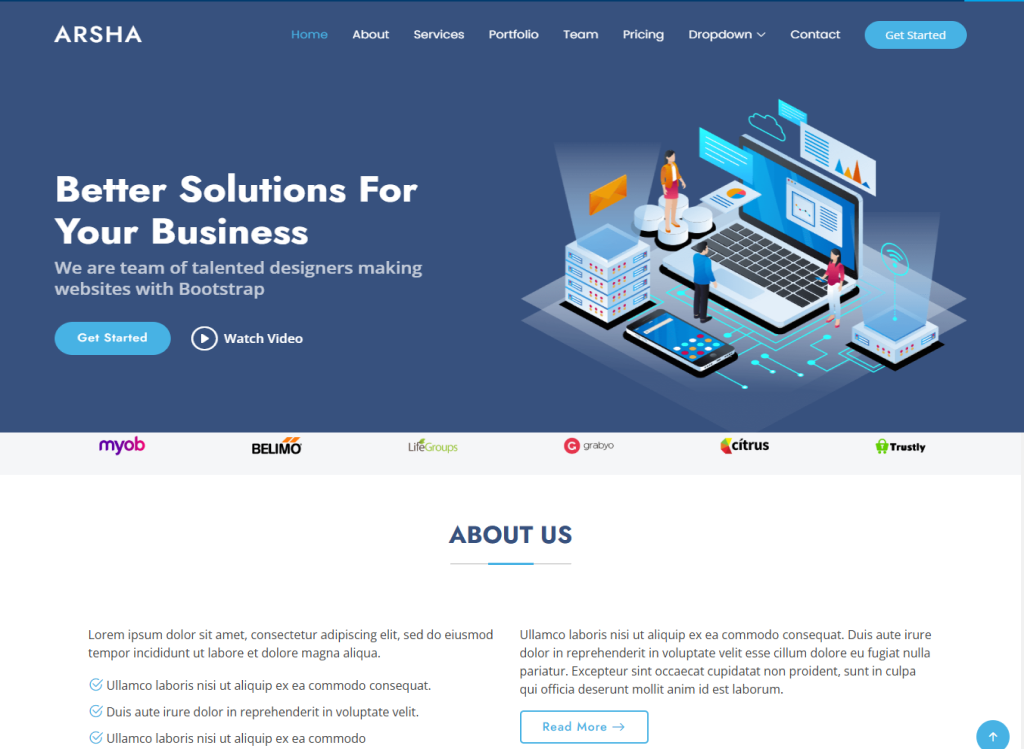 ARSHA
Home About Services Portfolio Team Pricing Dropdown Contact Get Started
Better Solutions For
Your Business
We are team of talented designers making
websites with Bootstrap
Get Started Watch Video
myob BELIMO LifeGroups grabyo cítrus Trustly
ABOUT US
Lorem ipsum dolor sit amet, consectetur adipiscing elit, sed do eiusmod
tempor incididunt ut labore et dolore magna aliqua.
Ullamco laboris nisi ut aliquip ex ea commodo consequat.
Duis aute irure dolor in reprehenderit in voluptate velit.
Ullamco laboris nisi ut aliquip ex ea commodo
Ullamco laboris nisi ut aliquip ex ea commodo consequat. Duis aute irure
dolor in reprehenderit in voluptate velit esse cillum dolore eu fugiat nulla
pariatur. Excepteur sint occaecat cupidatat non proident, sunt in culpa
qui officia deserunt mollit anim id est laborum.
Read More